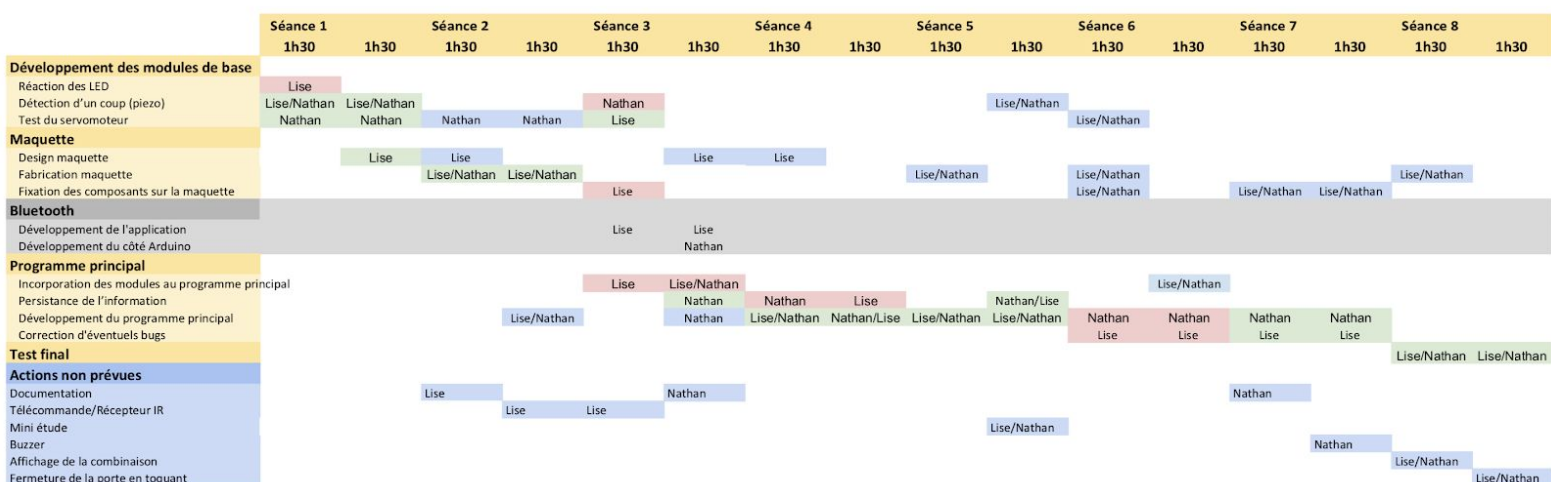 Séance 1 Séance 2 Séance 3 Séance 4 Séance 5 Séance 6 Séance 7 Séance 8
1h30 1h30 1h30 1h30 1h30 1h30 1h30 1h30 1h30 1h30 1h30 1h30 1h30 1h30 1h30 1h30
Développement des modules de base
Réaction des LED Lise
Détection d'un coup (piezo) Lise/Nathan Lise/Nathan Nathan Lise/Nathan
Test du servomoteur Nathan Nathan Nathan Nathan Lise Lise/Nathan
Maquette
Design maquette Lise Lise Lise Lise
Fabrication maquette Lise/Nathan Lise/Nathan Lise/Nathan Lise/Nathan Lise/Nathan
Fixation des composants sur la maquette Lise Lise/Nathan Lise/Nathan Lise/Nathan
Bluetooth
Développement de l'application Lise Lise
Développement du côté Arduino Nathan
Programme principal
Incorporation des modules au programme principal Lise Lise/Nathan Lise/Nathan
Persistance de l'information Nathan Nathan Lise Nathan/Lise
Développement du programme principal Lise/Nathan Nathan Lise/Nathan Nathan/Lise Lise/Nathan Lise/Nathan Nathan Nathan Nathan Nathan
Correction d'éventuels bugs Lise Lise Lise Lise
Test final Lise/Nathan Lise/Nathan
Actions non prévues
Documentation Lise Nathan Nathan
Télécommande/Récepteur IR Lise Lise
Mini étude Lise/Nathan
Buzzer Nathan
Affichage de la combinaison Lise/Nathan
Fermeture de la porte en toquant Lise/Nathan